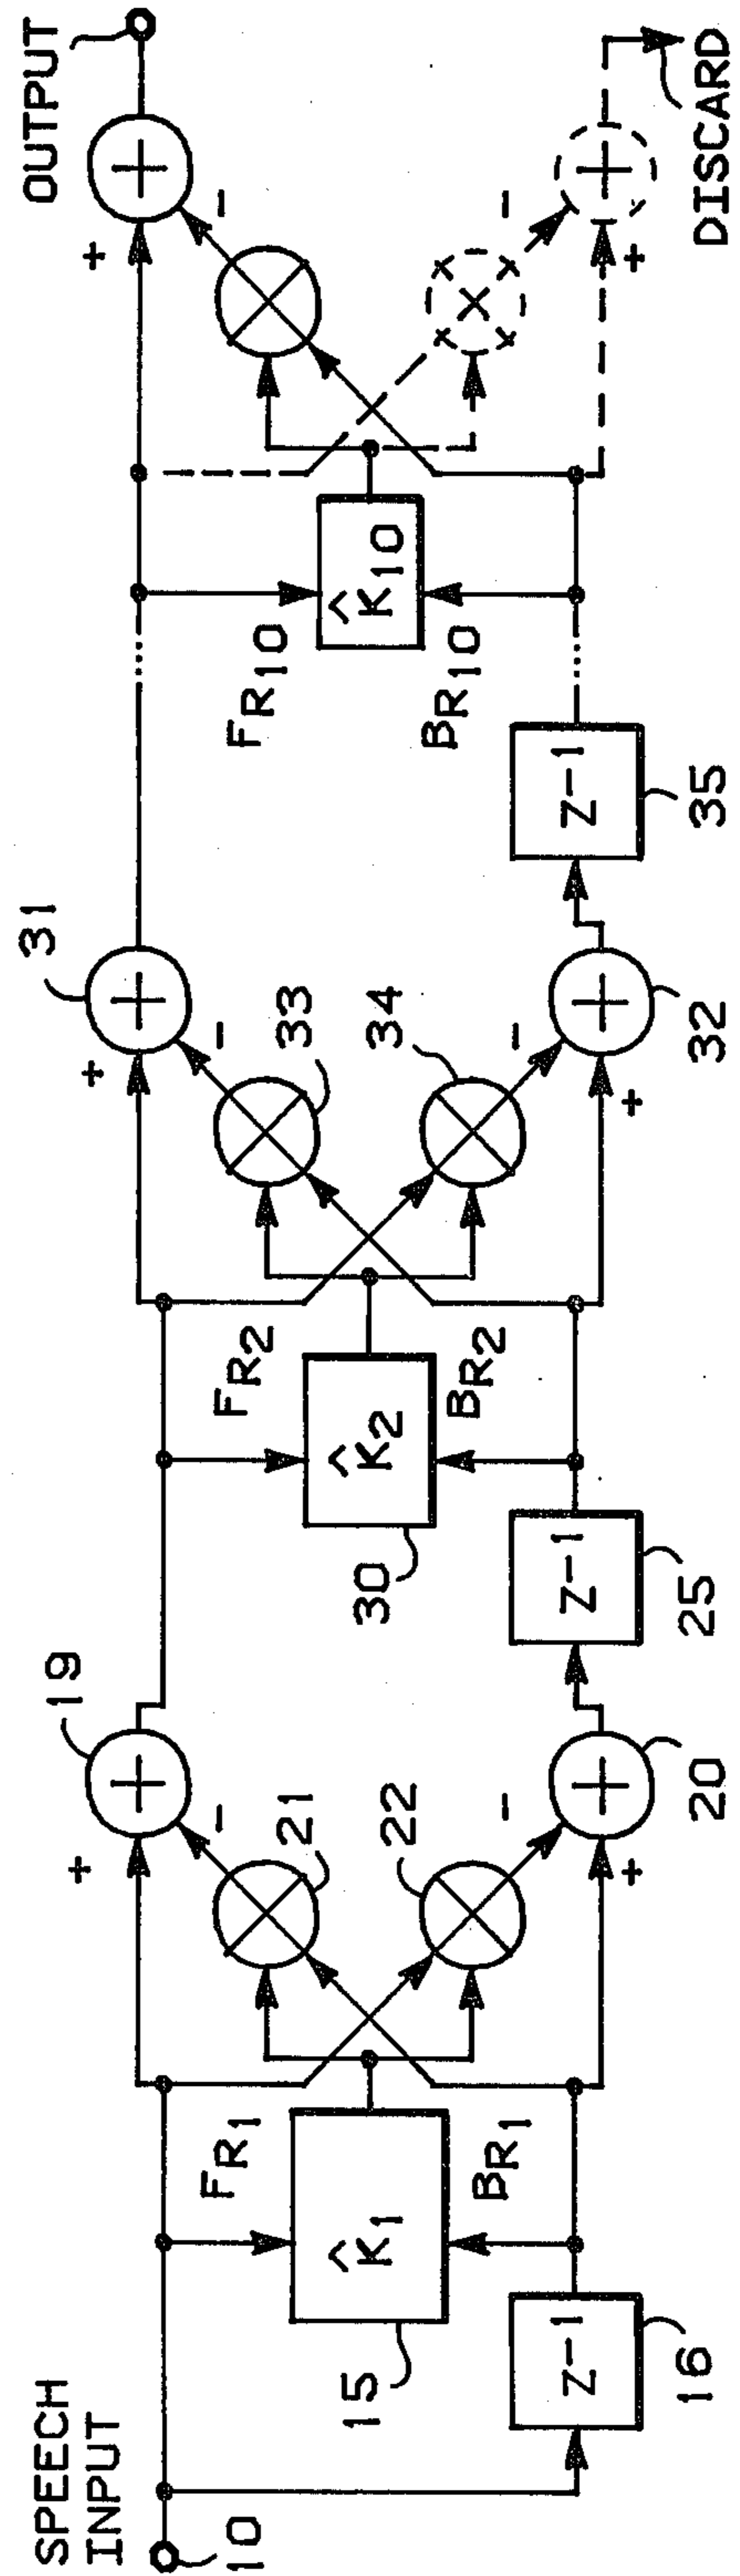 SPEECH
INPUT
10
15
K̂1
FR1
BR1
Z-1
16
+
-
19
21
22
-
+
20
Z-1
25
30
K̂2
FR2
BR2
+
-
31
33
34
-
+
32
Z-1
35
...
...
FR10
K̂10
BR10
+
-
-
+
OUTPUT
DISCARD